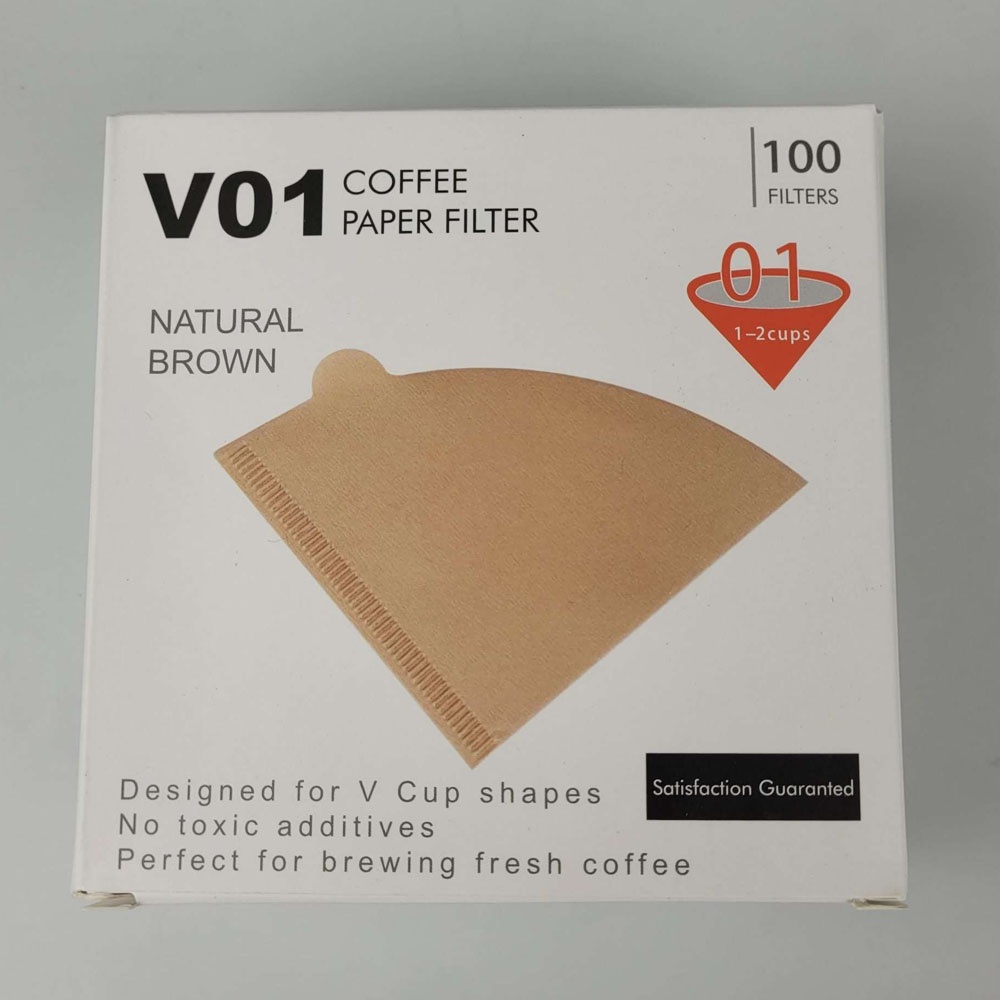 V01 COFFEE
PAPER FILTER
100
FILTERS
01
1-2cups
NATURAL
BROWN
Designed for V Cup shapes
No toxic additives
Perfect for brewing fresh coffee
Satisfaction Guaranted